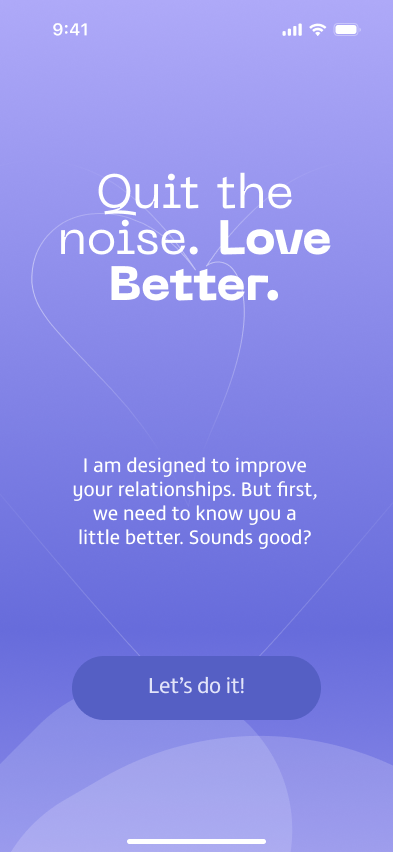 9:41
Quit the
noise. Love
Better.
I am designed to improve
your relationships. But first,
we need to know you a
little better. Sounds good?
Let’s do it!